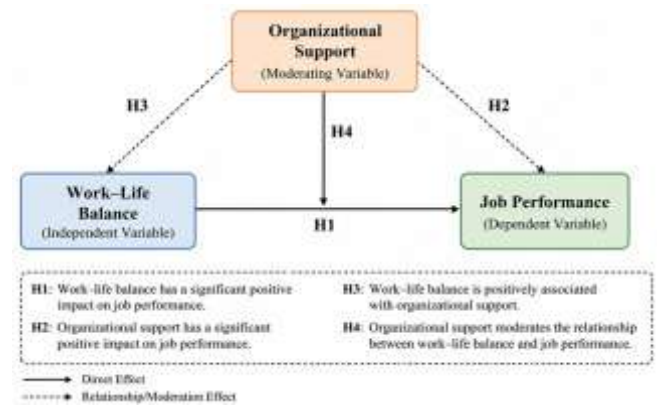 Organizational
Support
(Moderating Variable)
H3
H2
H4
Work–Life
Balance
(Independent Variable)
Job Performance
(Dependent Variable)
H1
H1: Work–life balance has a significant positive
impact on job performance.
H2: Organizational support has a significant
positive impact on job performance.
H3: Work–life balance is positively associated
with organizational support.
H4: Organizational support moderates the relationship
between work–life balance and job performance.
Direct Effect
Relationship/Moderation Effect